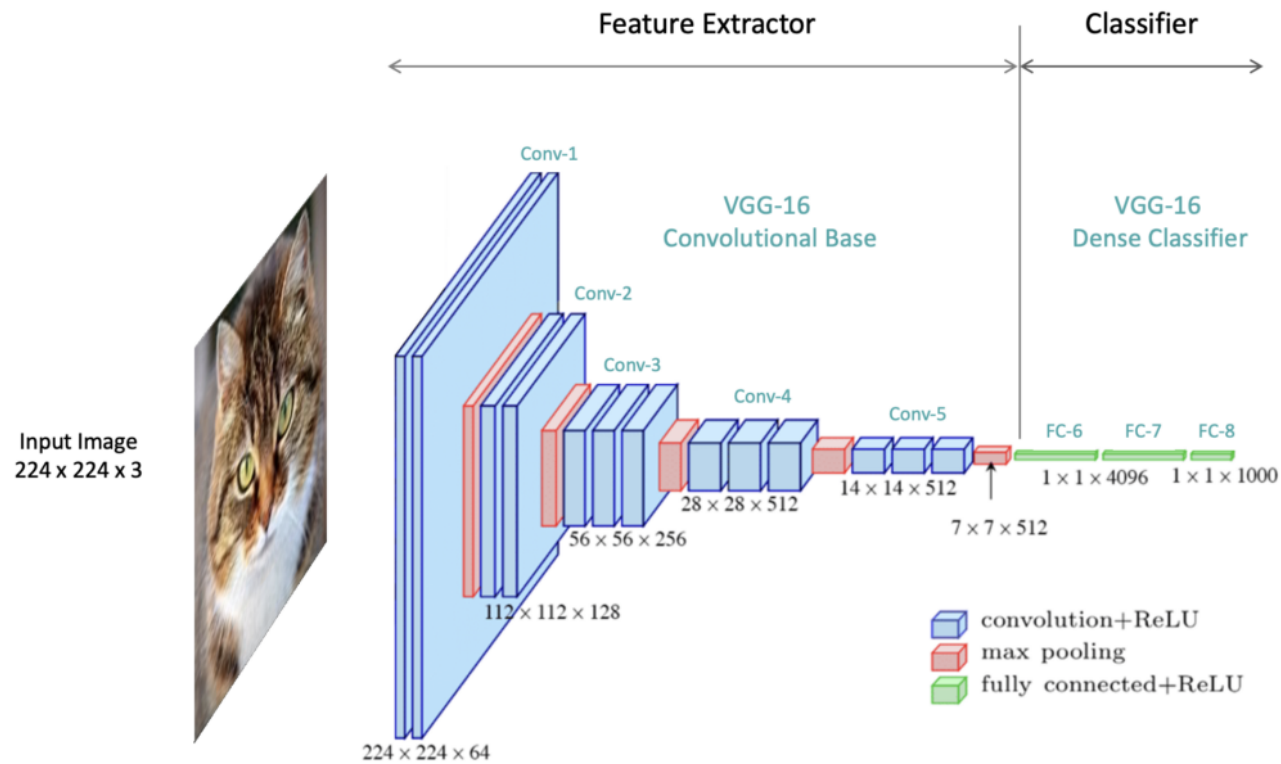 Feature Extractor
Classifier
Conv-1
VGG-16
Convolutional Base
VGG-16
Dense Classifier
Conv-2
Conv-3
Conv-4
Conv-5
FC-6
FC-7
FC-8
Input Image
224 x 224 x 3
1 × 1 × 4096
1 × 1 × 1000
14 × 14 × 512
28 × 28 × 512
7 × 7 × 512
56 × 56 × 256
112 × 112 × 128
224 × 224 × 64
convolution+ReLU
max pooling
fully connected+ReLU